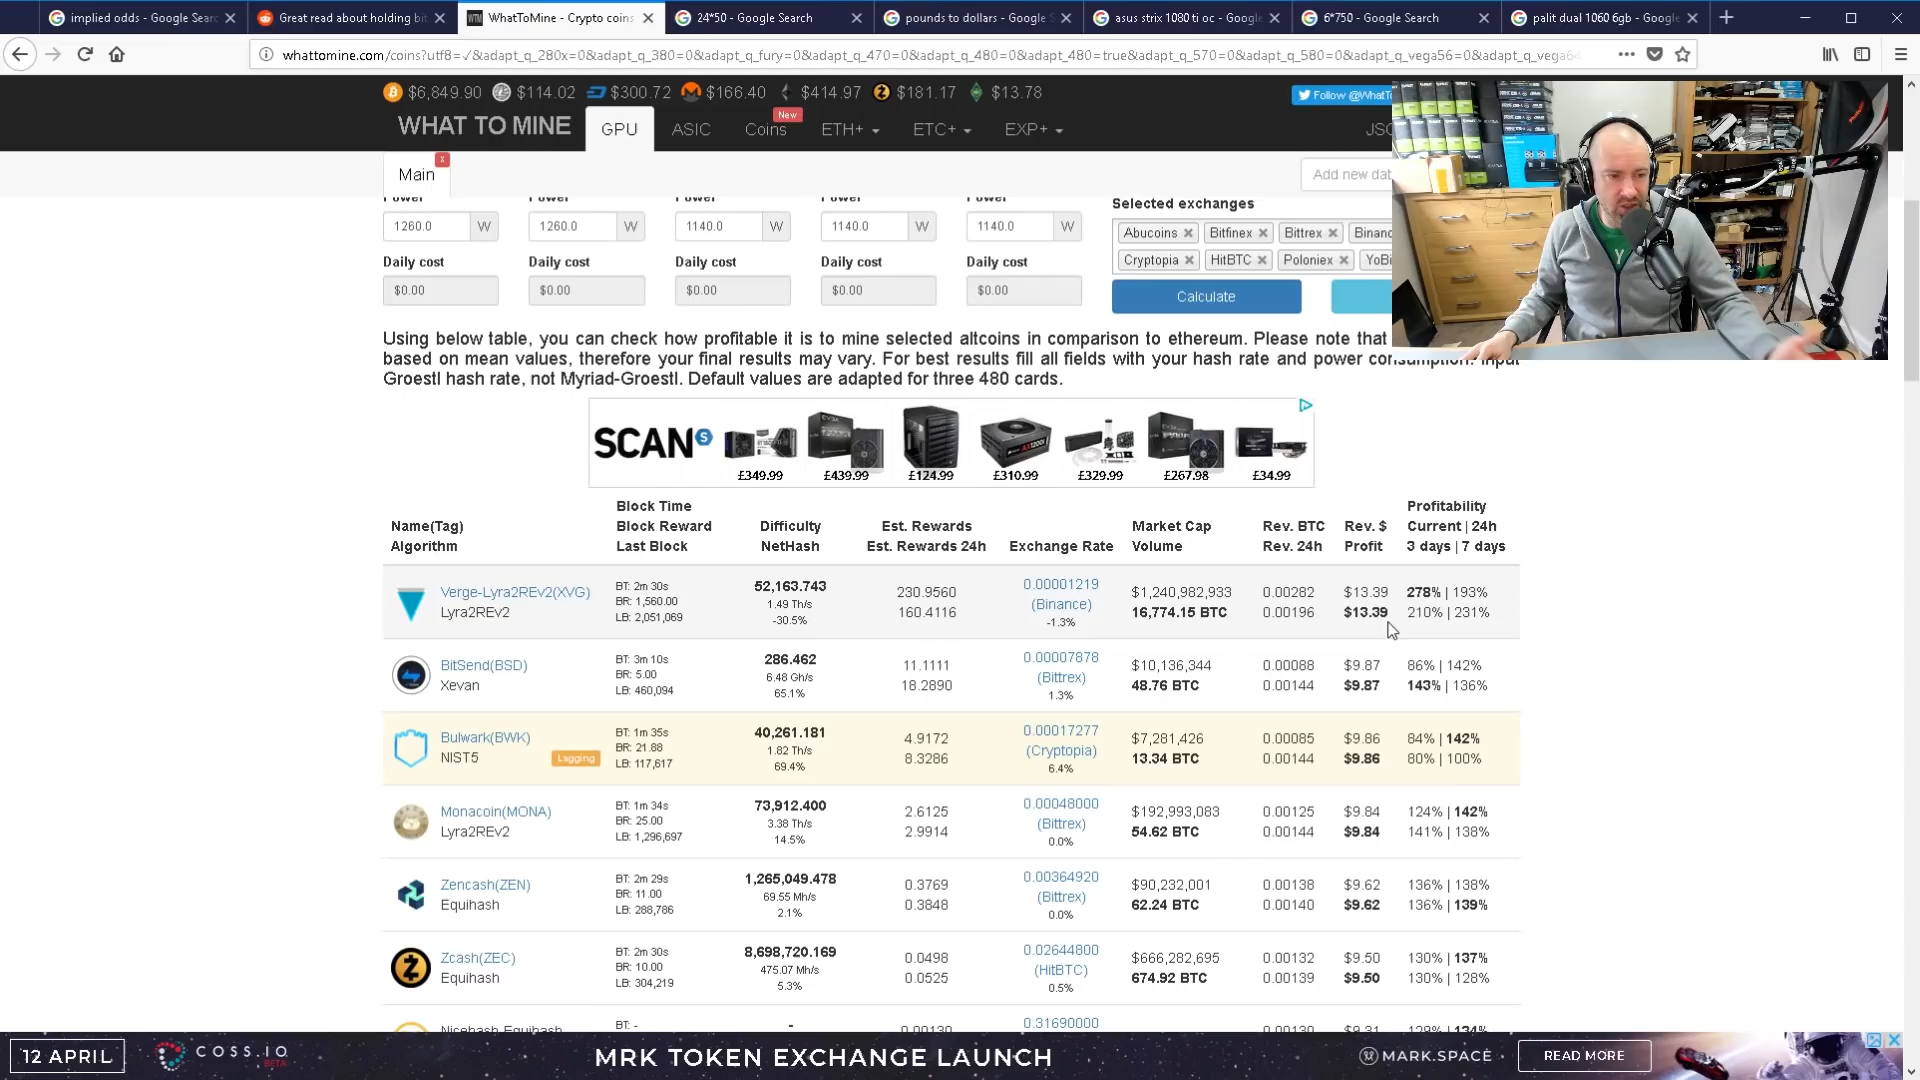 implied odds - Google Searc
Great read about holding bit
WhatToMine - Crypto coins
24*50 - Google Search
pounds to dollars - Google S
asus strix 1080 ti oc - Google
6*750 - Google Search
palit dual 1060 6gb - Google
whattomine.com/coins?utf8=✓&adapt_q_280x=0&adapt_q_380=0&adapt_q_fury=0&adapt_q_470=0&adapt_q_480=0&adapt_480=true&adapt_q_570=0&adapt_q_580=0&adapt_q_vega56=0&adapt_q_vega64
$6,849.90 $114.02 $300.72 $166.40 $414.97 $181.17 $13.78
Follow @WhatTo
WHAT TO MINE
GPU
ASIC
Coins
New
ETH+
ETC+
EXP+
JSO
Main
x
Add new dat
Power Power Power Power Power
Selected exchanges
1260.0 W 1260.0 W 1140.0 W 1140.0 W 1140.0 W
Abucoins Bitfinex Bittrex Binanc
Daily cost Daily cost Daily cost Daily cost Daily cost
Cryptopia HitBTC Poloniex YoBi
$0.00 $0.00 $0.00 $0.00 $0.00
Calculate
Using below table, you can check how profitable it is to mine selected altcoins in comparison to ethereum. Please note that
based on mean values, therefore your final results may vary. For best results fill all fields with your hash rate and power consumption. Input
Groestl hash rate, not Myriad-Groestl. Default values are adapted for three 480 cards.
SCAN S
£349.99 £439.99 £124.99 £310.99 £329.99 £267.98 £34.99
Block Time Profitability
Name(Tag) Block Reward Difficulty Est. Rewards Market Cap Rev. BTC Rev. $ Current | 24h
Algorithm Last Block NetHash Est. Rewards 24h Exchange Rate Volume Rev. 24h Profit 3 days | 7 days
Verge-Lyra2REv2(XVG)
Lyra2REv2
BT: 2m 30s
BR: 1,560.00
LB: 2,051,069
52,163.743
1.49 Th/s
-30.5%
230.9560
160.4116
0.00001219
(Binance)
-1.3%
$1,240,982,933
16,774.15 BTC
0.00282
0.00196
$13.39
$13.39
278% | 193%
210% | 231%
BitSend(BSD)
Xevan
BT: 3m 10s
BR: 5.00
LB: 460,094
286.462
6.48 Gh/s
65.1%
11.1111
18.2890
0.00007878
(Bittrex)
1.3%
$10,136,344
48.76 BTC
0.00088
0.00144
$9.87
$9.87
86% | 142%
143% | 136%
Bulwark(BWK)
NIST5
Lagging
BT: 1m 35s
BR: 21.88
LB: 117,617
40,261.181
1.82 Th/s
69.4%
4.9172
8.3286
0.00017277
(Cryptopia)
6.4%
$7,281,426
13.34 BTC
0.00085
0.00144
$9.86
$9.86
84% | 142%
80% | 100%
Monacoin(MONA)
Lyra2REv2
BT: 1m 34s
BR: 25.00
LB: 1,296,697
73,912.400
3.38 Th/s
14.5%
2.6125
2.9914
0.00048000
(Bittrex)
0.0%
$192,993,083
54.62 BTC
0.00125
0.00144
$9.84
$9.84
124% | 142%
141% | 138%
Zencash(ZEN)
Equihash
BT: 2m 29s
BR: 11.00
LB: 288,786
1,265,049.478
69.55 Mh/s
2.1%
0.3769
0.3848
0.00364920
(Bittrex)
0.0%
$90,232,001
62.24 BTC
0.00138
0.00140
$9.62
$9.62
136% | 138%
136% | 139%
Zcash(ZEC)
Equihash
BT: 2m 30s
BR: 10.00
LB: 304,219
8,698,720.169
475.07 Mh/s
5.3%
0.0498
0.0525
0.02644800
(HitBTC)
0.5%
$666,282,695
674.92 BTC
0.00132
0.00139
$9.50
$9.50
130% | 137%
130% | 128%
Nicehash-Equihash
BT: -
-
0.00130
0.31690000
0.00130
$9.31
129% | 134%
12 APRIL
COSS.IO
BETA
MRK TOKEN EXCHANGE LAUNCH
MARK.SPACE
READ MORE